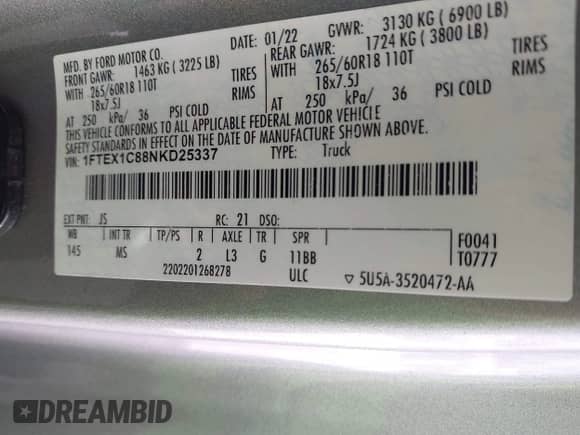 MFD. BY FORD MOTOR CO.
DATE: 01/22 GVWR: 3130 KG ( 6900 LB)
FRONT GAWR: 1463 KG ( 3225 LB) REAR GAWR: 1724 KG ( 3800 LB)
WITH 265/60R18 110T TIRES WITH 265/60R18 110T TIRES
18x7.5J RIMS 18x7.5J RIMS
AT 250 kPa/ 36 PSI COLD AT 250 kPa/ 36 PSI COLD
THIS VEHICLE CONFORMS TO ALL APPLICABLE FEDERAL MOTOR VEHICLE
SAFETY STANDARDS IN EFFECT ON THE DATE OF MANUFACTURE SHOWN ABOVE.
VIN: 1FTEX1C88NKD25337 TYPE: Truck
EXT PNT: JS RC: 21 DSO:
WB INT TR TP/PS R AXLE TR SPR F0041
145 MS 2 L3 G 11BB T0777
2202201268278 ULC ▽ 5U5A-3520472-AA
DREAMBID